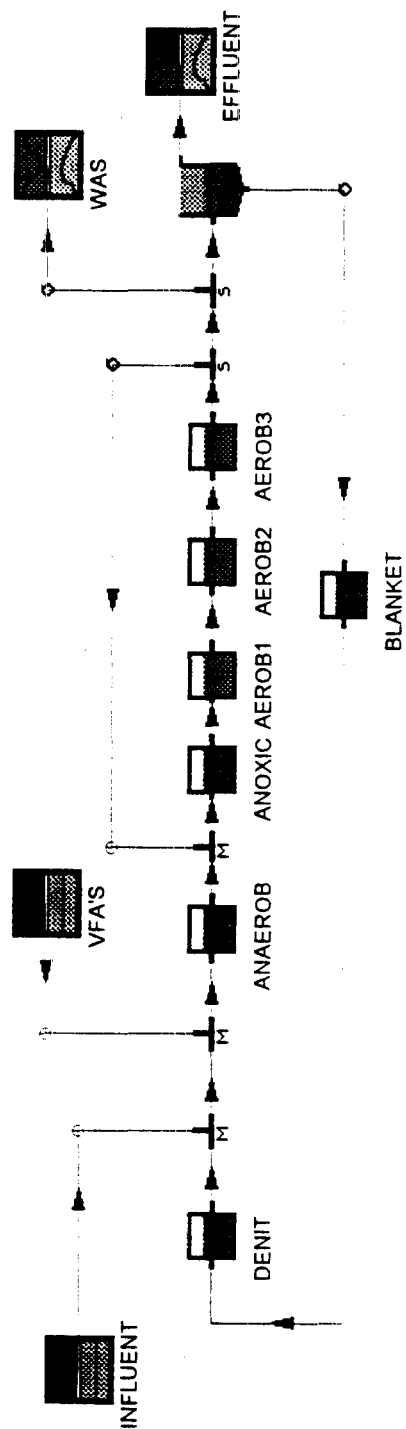 INFLUENT
VFA'S
WAS
EFFLUENT
M
M
M
S
S
DENIT
ANAEROB
ANOXIC
AEROB1
AEROB2
AEROB3
BLANKET